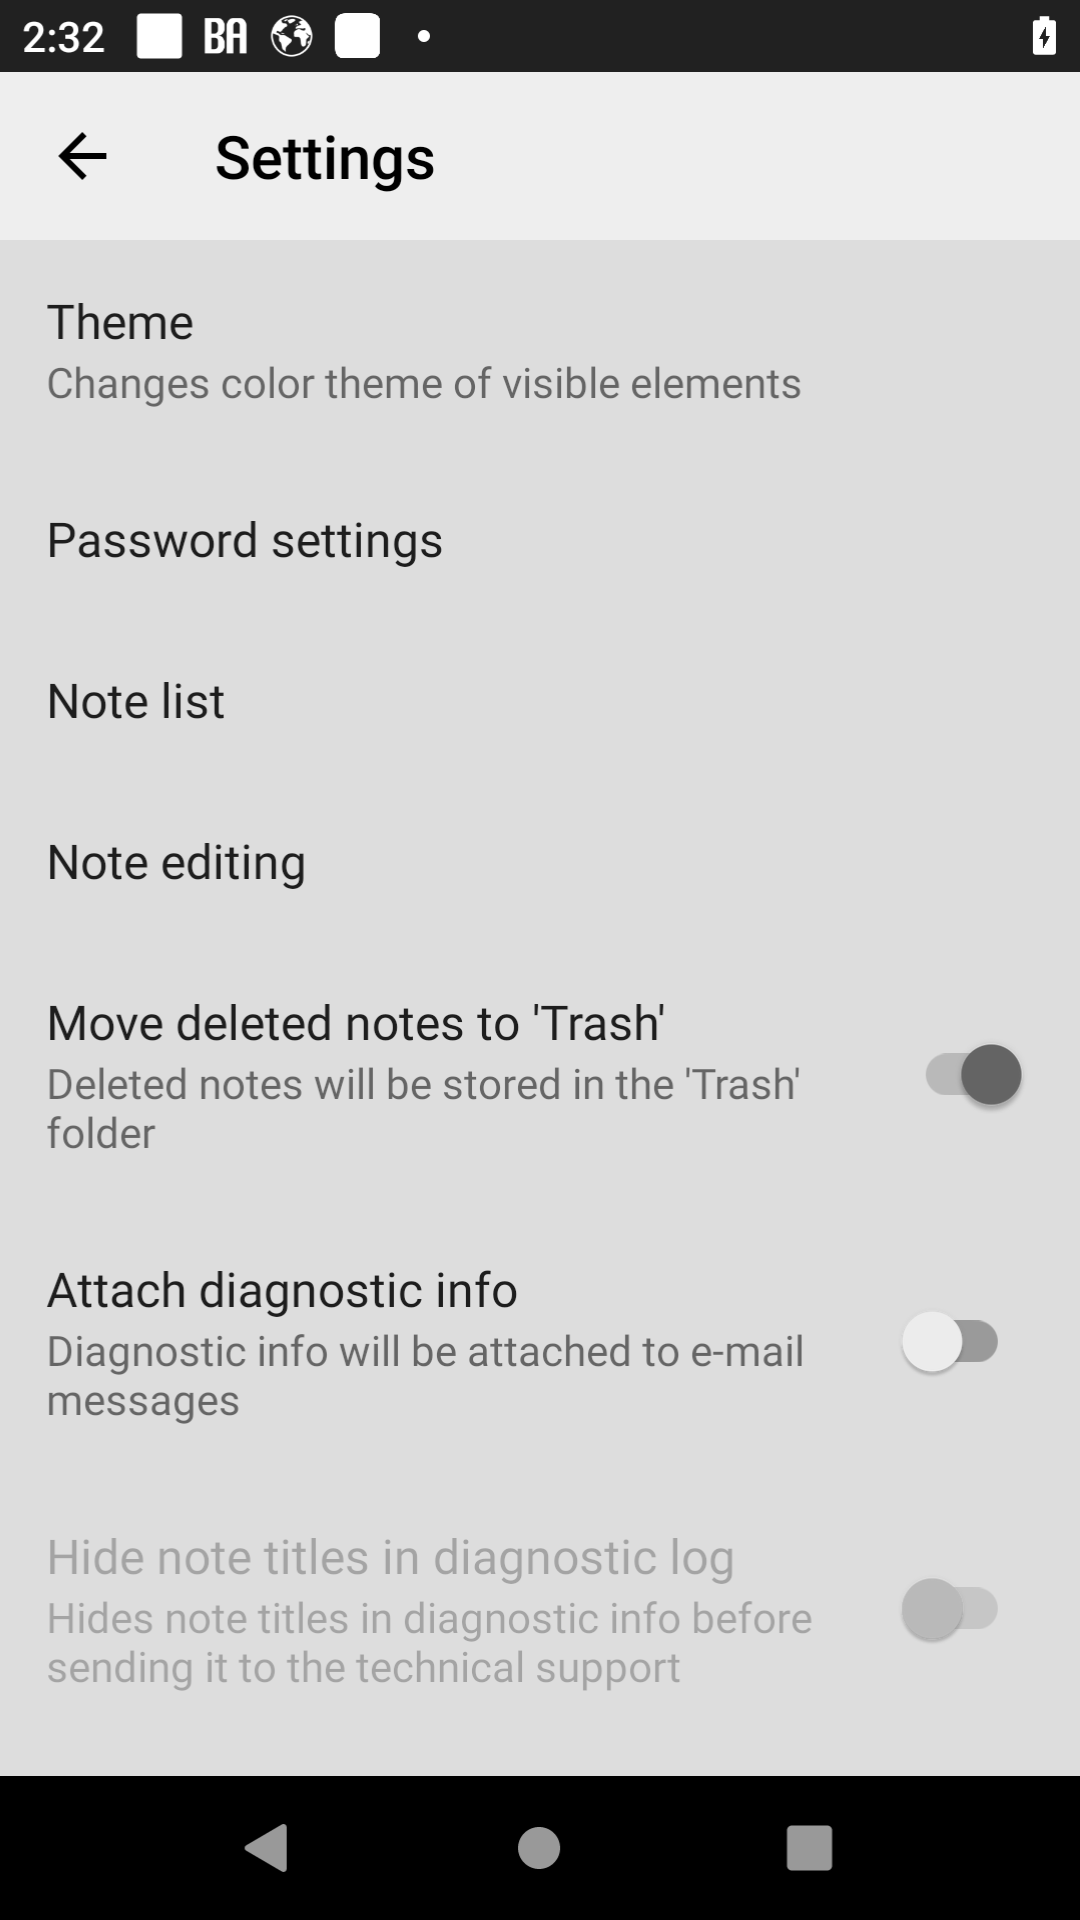 2:32 BA
Settings
Theme
Changes color theme of visible elements
Password settings
Note list
Note editing
Move deleted notes to 'Trash'
Deleted notes will be stored in the 'Trash'
folder
Attach diagnostic info
Diagnostic info will be attached to e-mail
messages
Hide note titles in diagnostic log
Hides note titles in diagnostic info before
sending it to the technical support